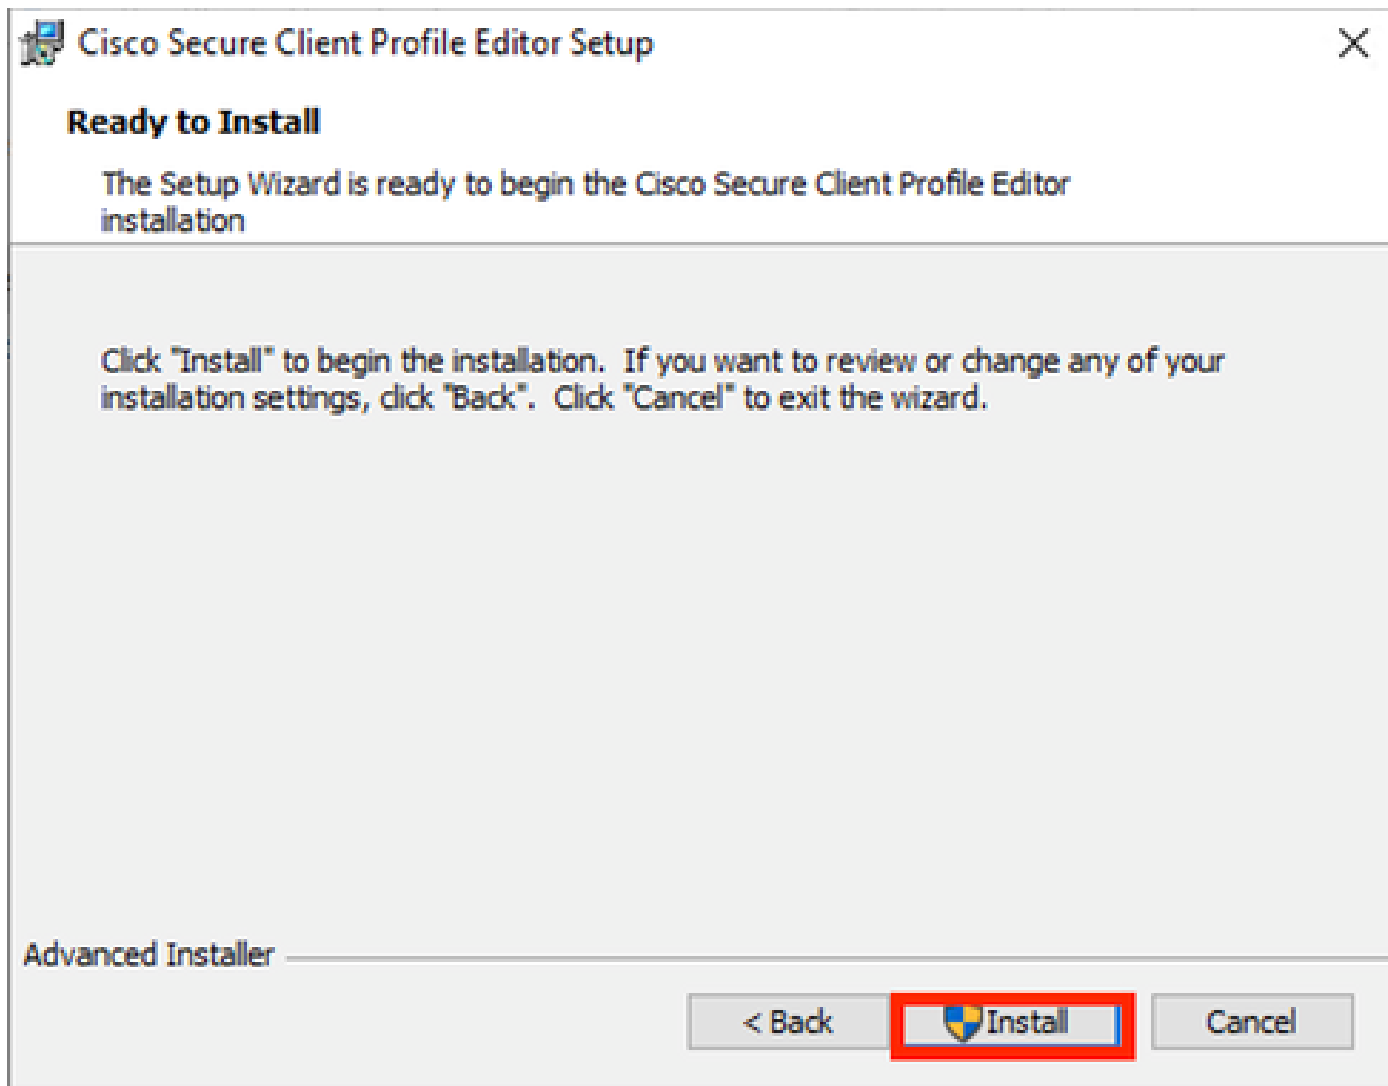 Cisco Secure Client Profile Editor Setup
Ready to Install
The Setup Wizard is ready to begin the Cisco Secure Client Profile Editor
installation
Click "Install" to begin the installation.  If you want to review or change any of your
installation settings, click "Back".  Click "Cancel" to exit the wizard.
Advanced Installer
< Back
Install
Cancel